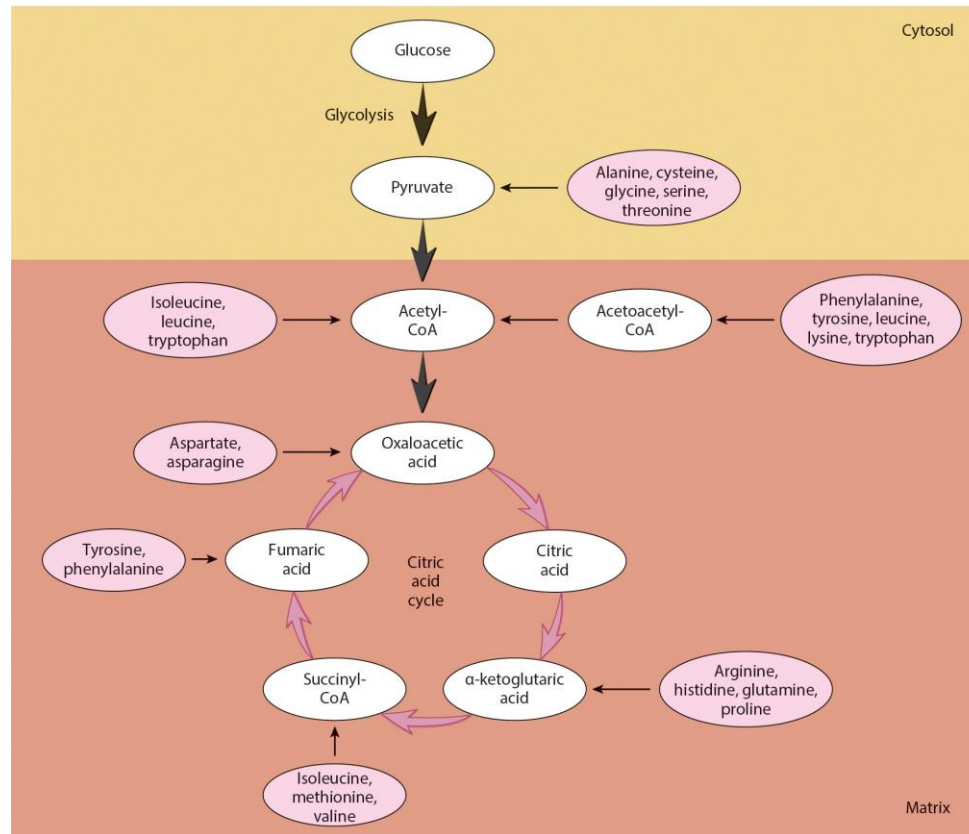 Cytosol
Glucose
Glycolysis
Pyruvate
Alanine, cysteine,
glycine, serine,
threonine
Isoleucine,
leucine,
tryptophan
Acetyl-
CoA
Acetoacetyl-
CoA
Phenylalanine,
tyrosine, leucine,
lysine, tryptophan
Aspartate,
asparagine
Oxaloacetic
acid
Tyrosine,
phenylalanine
Fumaric
acid
Citric
acid
cycle
Citric
acid
Succinyl-
CoA
α-ketoglutaric
acid
Arginine,
histidine, glutamine,
proline
Isoleucine,
methionine,
valine
Matrix